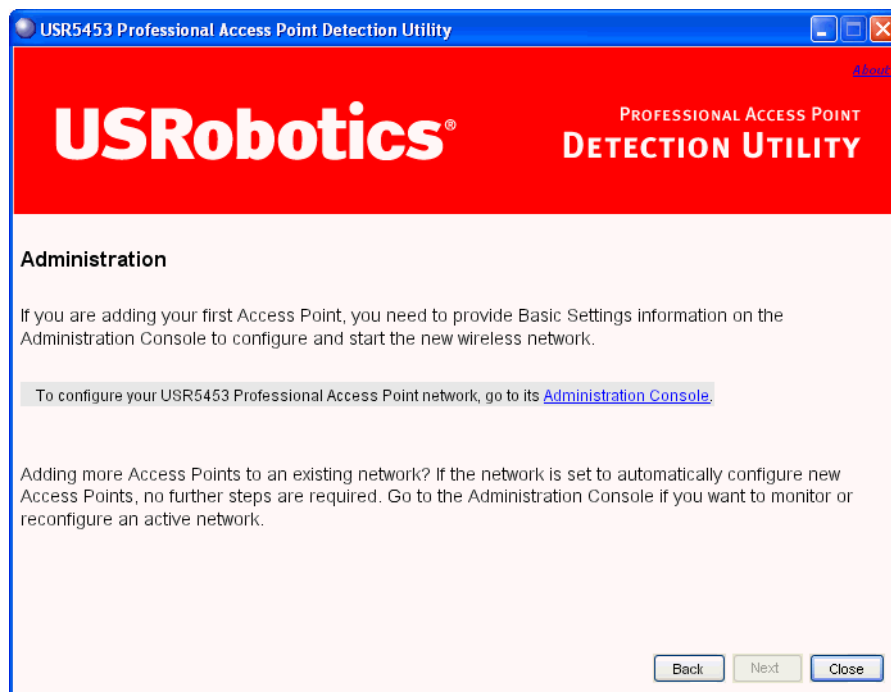 USR5453 Professional Access Point Detection Utility
About
USRobotics®
PROFESSIONAL ACCESS POINT
DETECTION UTILITY
Administration
If you are adding your first Access Point, you need to provide Basic Settings information on the
Administration Console to configure and start the new wireless network.
To configure your USR5453 Professional Access Point network, go to its Administration Console.
Adding more Access Points to an existing network? If the network is set to automatically configure new
Access Points, no further steps are required. Go to the Administration Console if you want to monitor or
reconfigure an active network.
Back Next Close